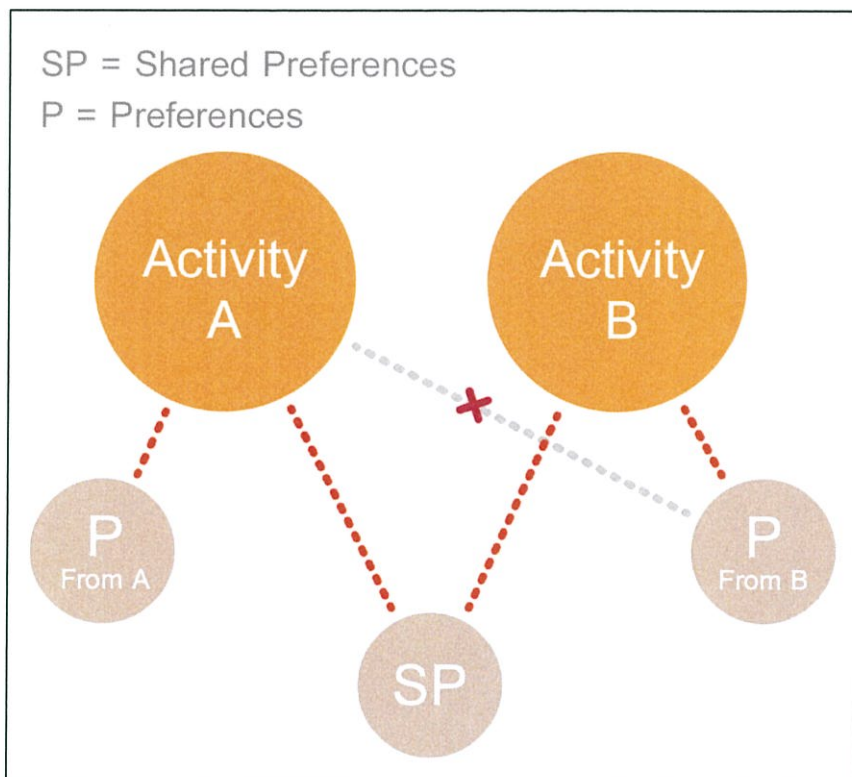 SP = Shared Preferences
P = Preferences
Activity
A
Activity
B
P
From A
P
From B
SP